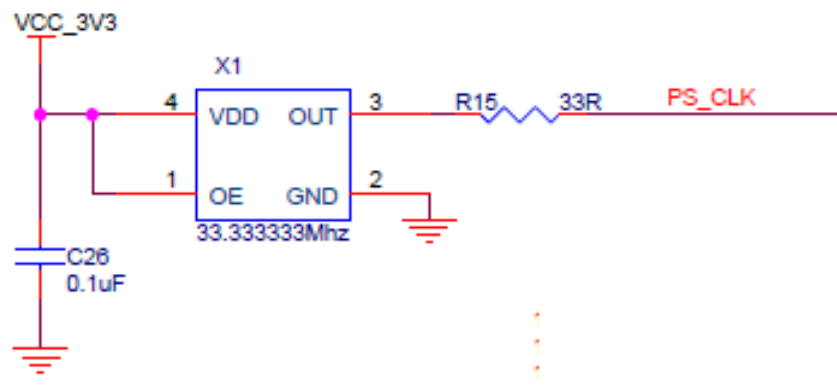 VCC_3V3
X1
4 VDD OUT 3 R15 33R PS_CLK
1 OE GND 2
33.333333Mhz
C26
0.1uF